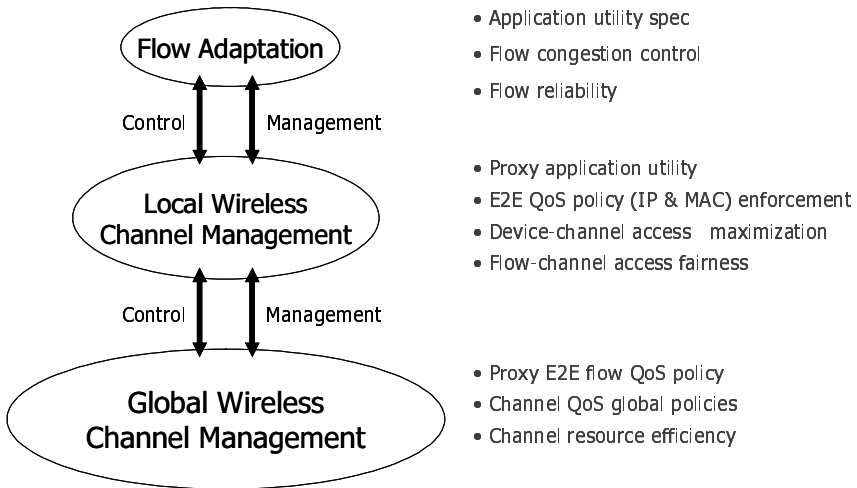 Flow Adaptation
• Application utility spec
• Flow congestion control
• Flow reliability
Control
Management
Local Wireless
Channel Management
• Proxy application utility
• E2E QoS policy (IP & MAC) enforcement
• Device-channel access maximization
• Flow-channel access fairness
Control
Management
Global Wireless
Channel Management
• Proxy E2E flow QoS policy
• Channel QoS global policies
• Channel resource efficiency